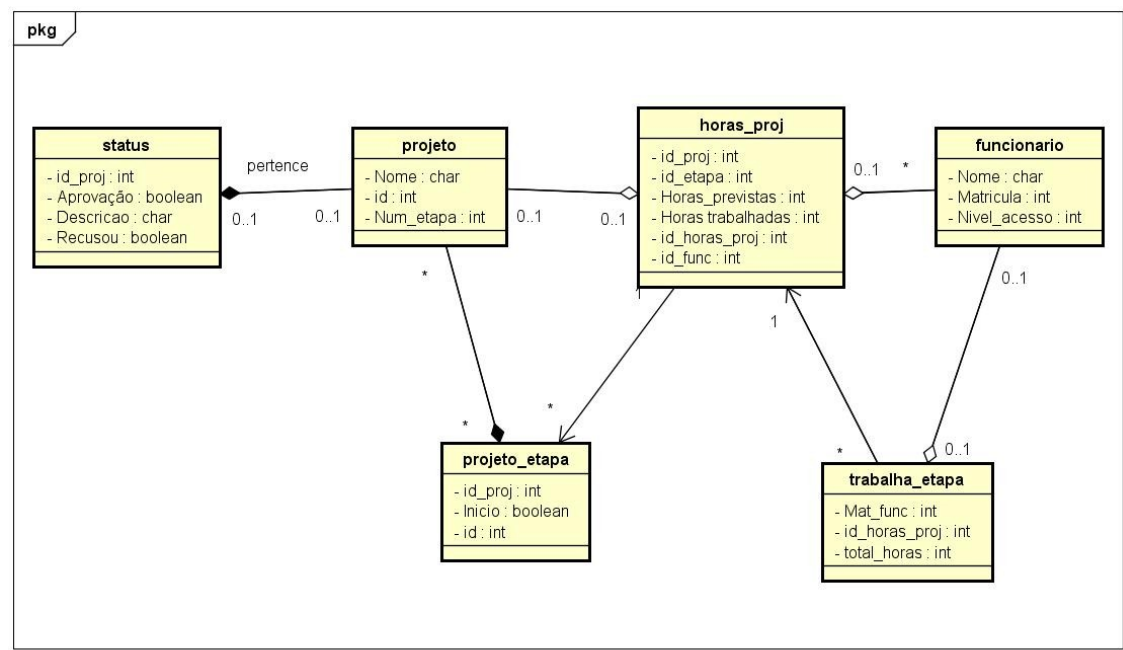 pkg
status
- id_proj : int
- Aprovação : boolean
- Descricao : char
- Recusou : boolean
pertence
0..1
0..1
projeto
- Nome : char
- id : int
- Num_etapa : int
0..1
0..1
horas_proj
- id_proj : int
- id_etapa : int
- Horas_previstas : int
- Horas trabalhadas : int
- id_horas_proj : int
- id_func : int
0..1
*
funcionario
- Nome : char
- Matricula : int
- Nivel_acesso : int
*
*
1
*
1
*
0..1
0..1
projeto_etapa
- id_proj : int
- Inicio : boolean
- id : int
trabalha_etapa
- Mat_func : int
- id_horas_proj : int
- total_horas : int